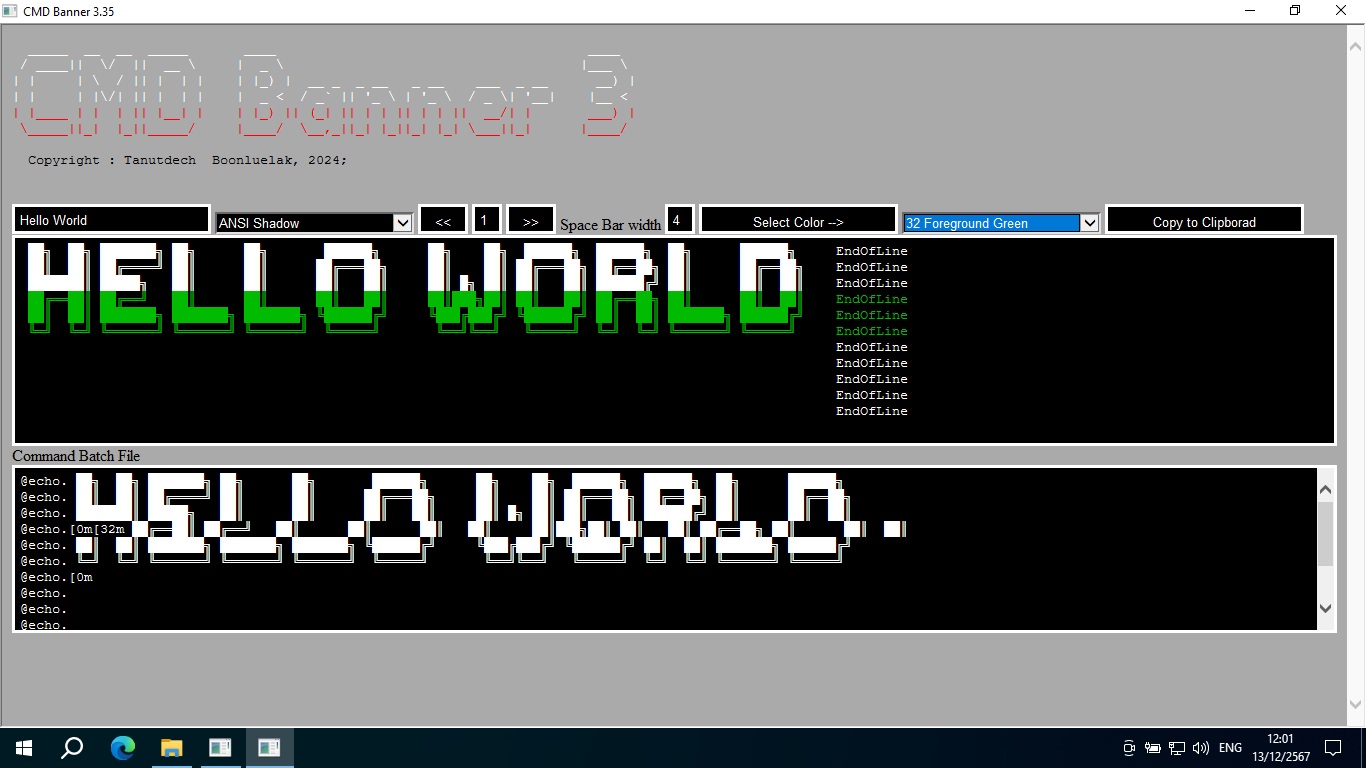 CMD Banner 3.35
CMD Banner 3
Copyright : Tanutdech Boonluelak, 2024;
Hello World
ANSI Shadow
<<
1
>>
Space Bar width
4
Select Color -->
32 Foreground Green
Copy to Clipborad
HELLO WORLD
EndOfLine
EndOfLine
EndOfLine
EndOfLine
EndOfLine
EndOfLine
EndOfLine
EndOfLine
EndOfLine
EndOfLine
EndOfLine
Command Batch File
HELLO WORLD
@echo.
@echo.
@echo.
@echo.[0m[32m
@echo.
@echo.
@echo.[0m
@echo.
@echo.
@echo.
ENG
12:01
13/12/2567